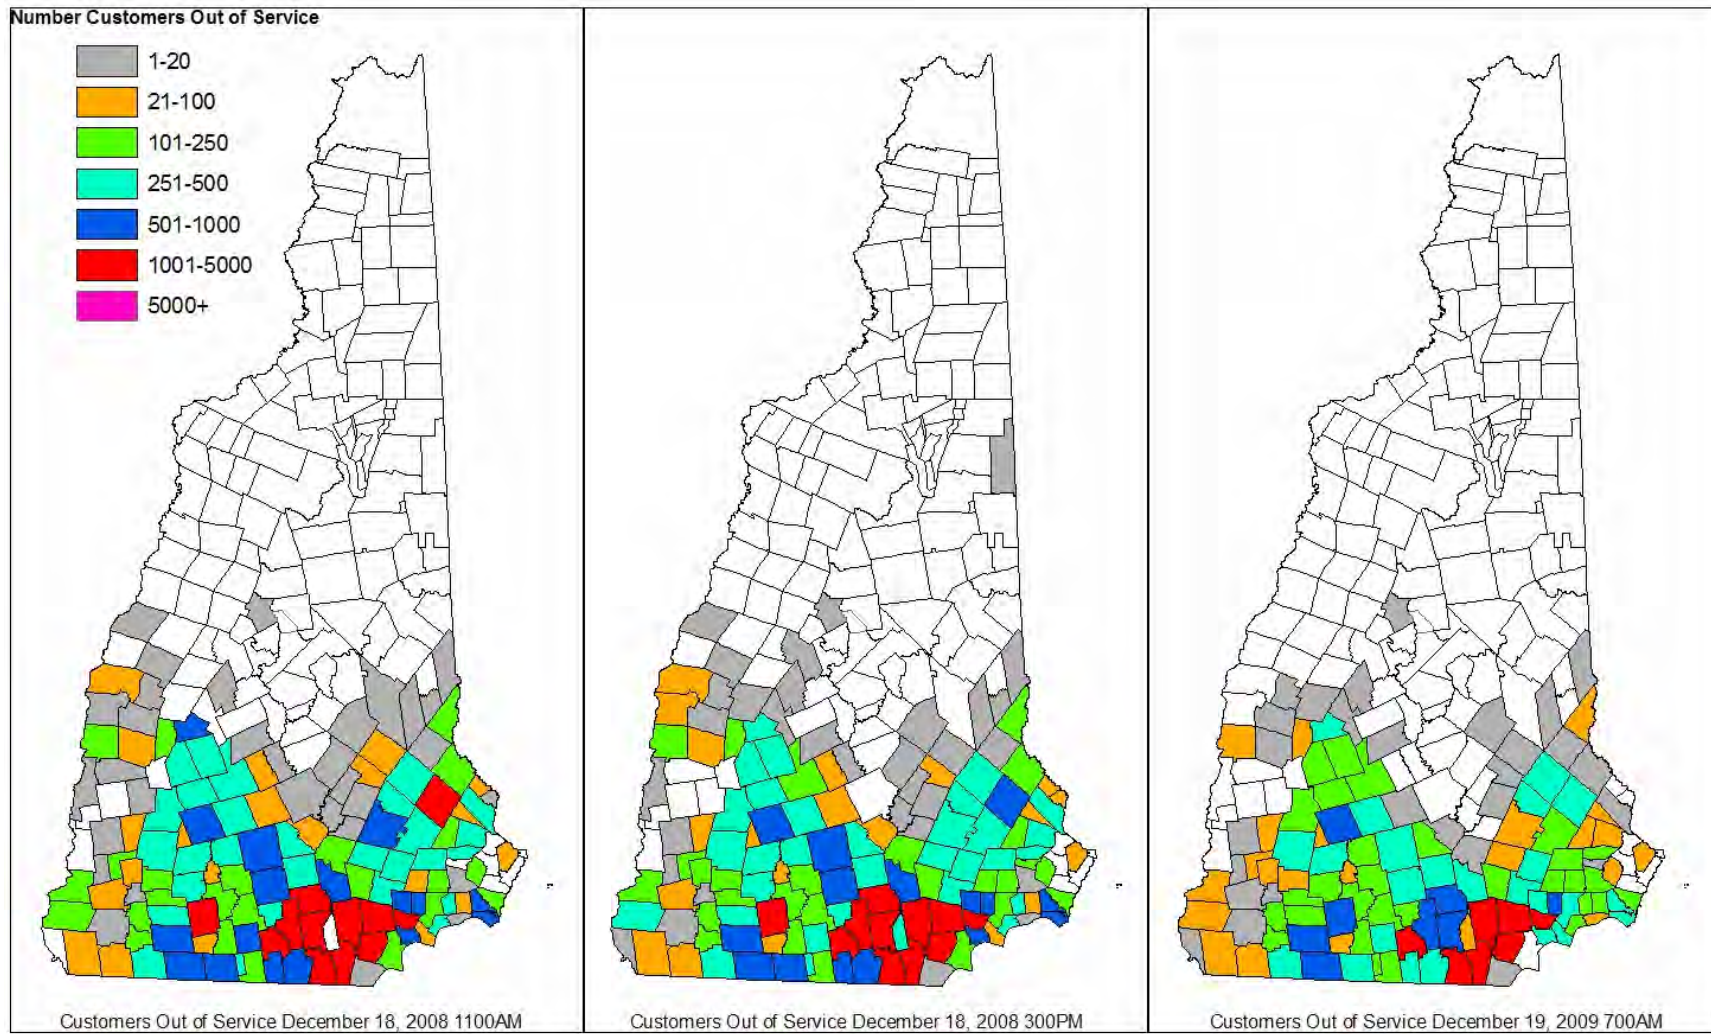 Number Customers Out of Service
1-20
21-100
101-250
251-500
501-1000
1001-5000
5000+
Customers Out of Service December 18, 2008 1100AM
Customers Out of Service December 18, 2008 300PM
Customers Out of Service December 19, 2009 700AM